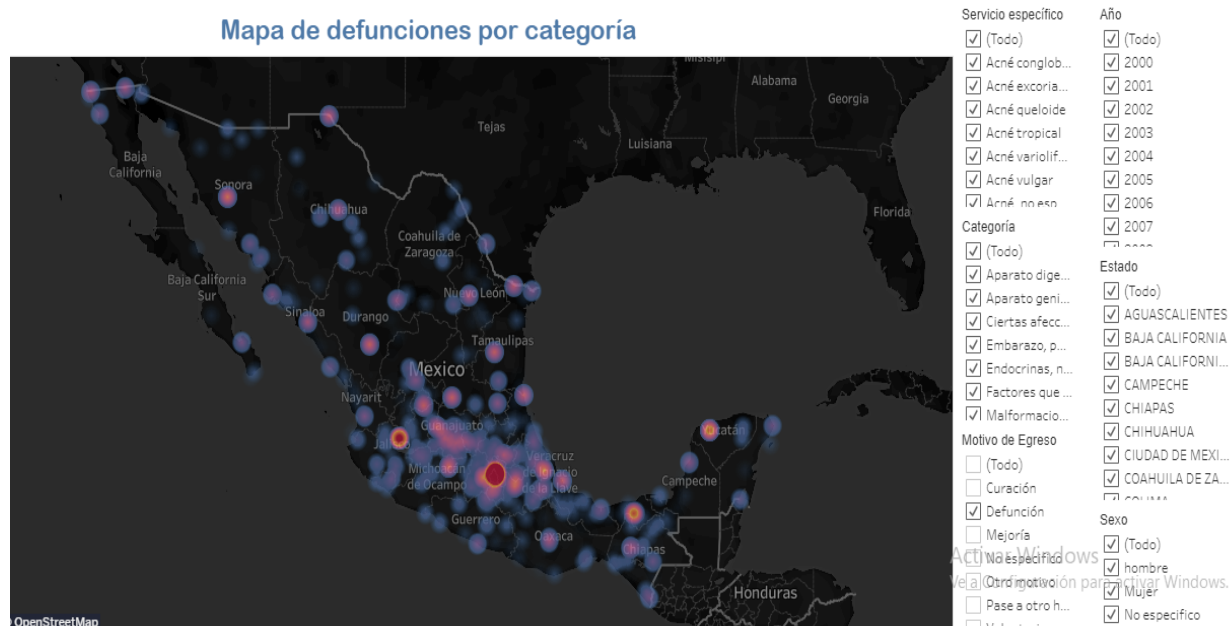 Mapa de defunciones por categoría
Misisipi
Alabama
Georgia
Tejas
Luisiana
Florida
Baja
California
Sonora
Chihuahua
Coahuila de
Zaragoza
Baja California
Sur
Nuevo León
Sinaloa
Durango
Tamaulipas
Mexico
Nayarit
Guanajuato
Jalisco
Yucatán
Michoacán
de Ocampo
Veracruz
de Ignacio
de la Llave
Campeche
Guerrero
Oaxaca
Chiapas
Honduras
OpenStreetMap
Servicio específico
(Todo)
Acné conglob...
Acné excoria...
Acné queloide
Acné tropical
Acné variolif...
Acné vulgar
Acné, no esp
Categoría
(Todo)
Aparato dige...
Aparato geni...
Ciertas afecc...
Embarazo, p...
Endocrinas, n...
Factores que ...
Malformacio...
Motivo de Egreso
(Todo)
Curación
Defunción
Mejoría
No especifico
Otro motivo
Pase a otro h...
Año
(Todo)
2000
2001
2002
2003
2004
2005
2006
2007
Estado
(Todo)
AGUASCALIENTES
BAJA CALIFORNIA
BAJA CALIFORNI...
CAMPECHE
CHIAPAS
CHIHUAHUA
CIUDAD DE MEXI...
COAHUILA DE ZA...
COLIMA
Sexo
(Todo)
hombre
Mujer
No especifico
Activar Windows
Ve a Configuración para activar Windows.